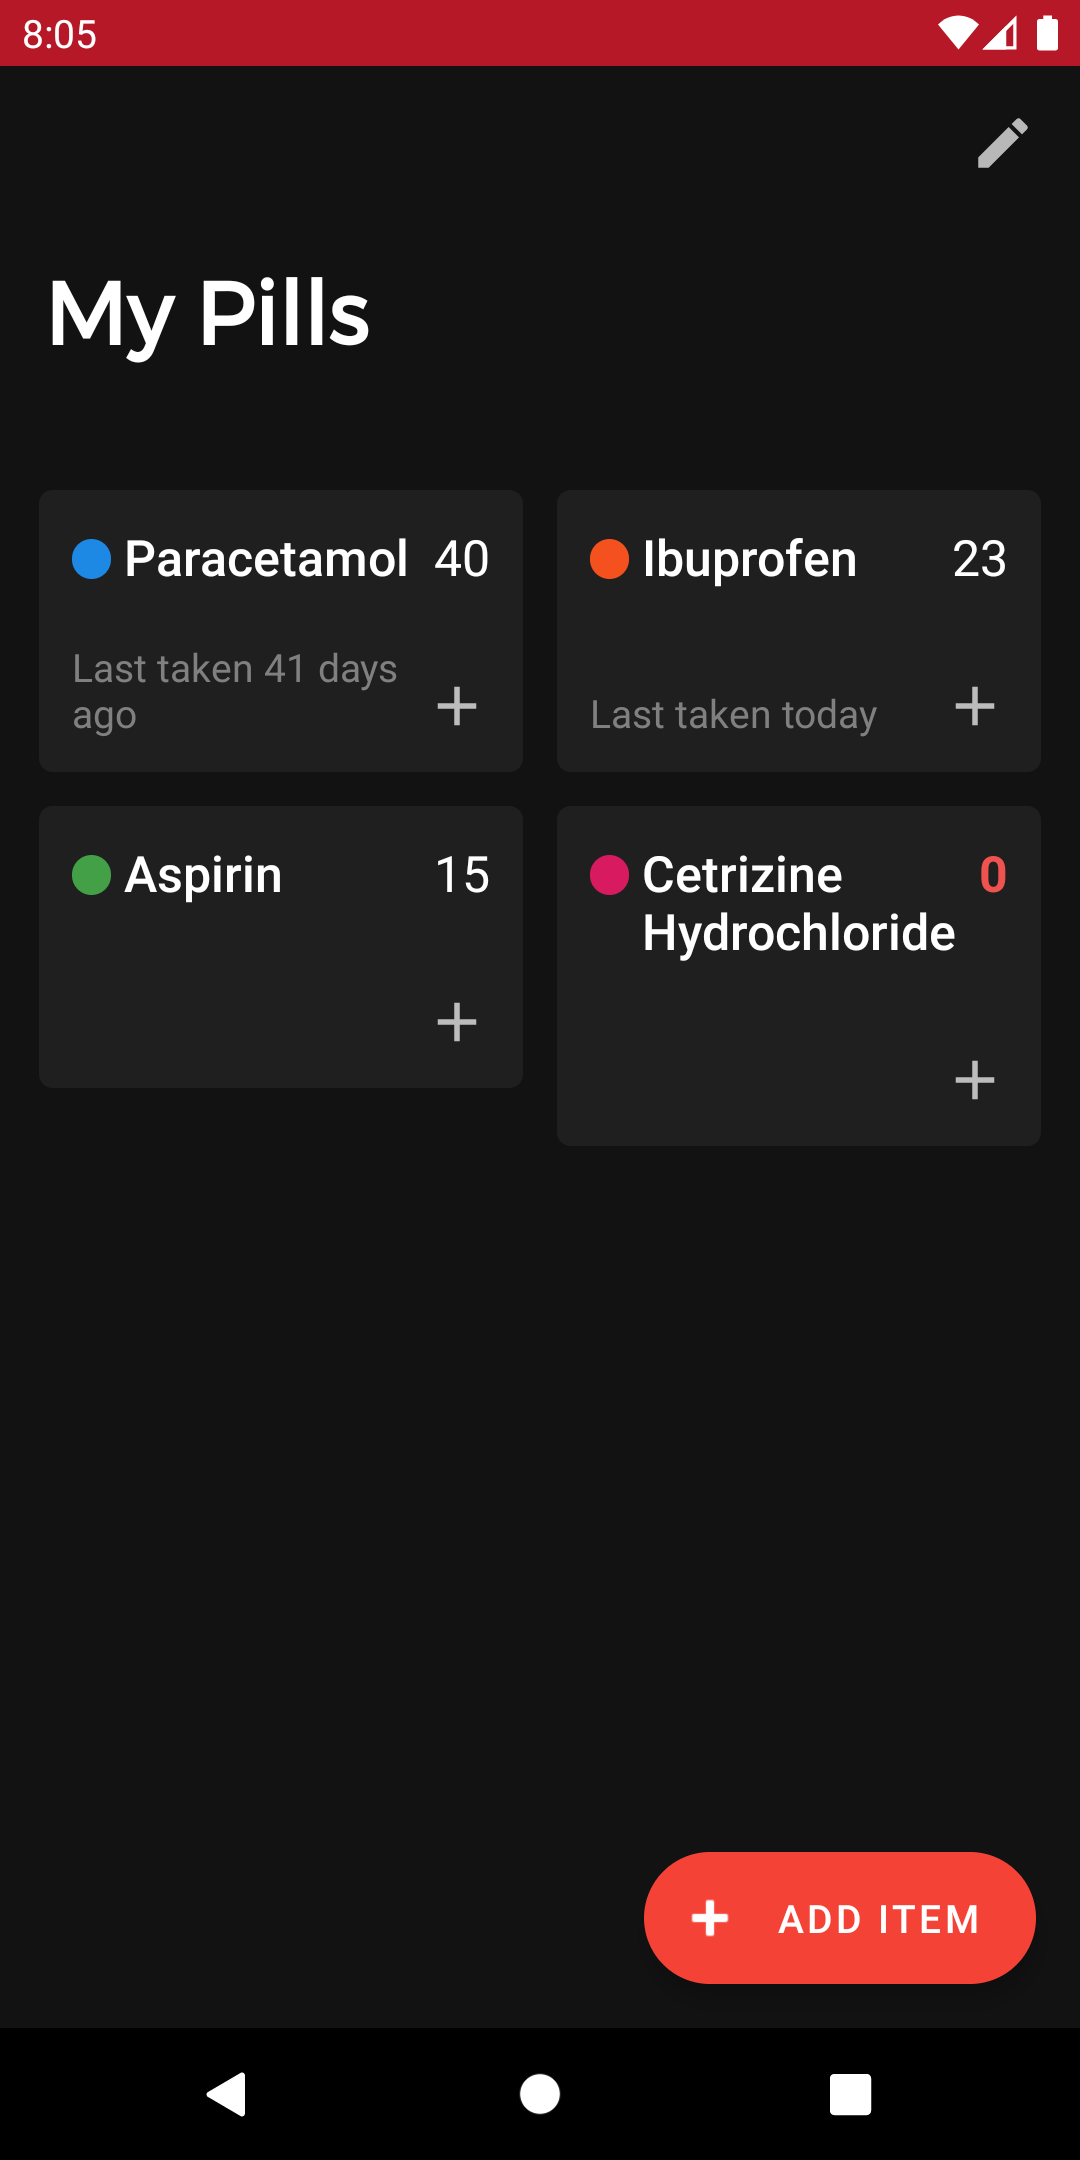 8:05
My Pills
Paracetamol 40
Last taken 41 days
ago
Ibuprofen 23
Last taken today
Aspirin 15
Cetrizine 0
Hydrochloride
ADD ITEM